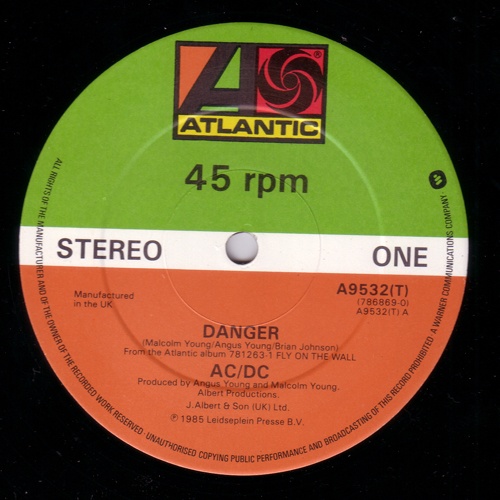 ATLANTIC
45 rpm
STEREO
ONE
Manufactured
in the UK
A9532(T)
(786869-0)
A9532(T) A
DANGER
(Malcolm Young/Angus Young/Brian Johnson)
From the Atlantic album 781263-1 FLY ON THE WALL
AC/DC
Produced by Angus Young and Malcolm Young.
Albert Productions.
J.Albert & Son (UK) Ltd.
℗ 1985 Leidseplein Presse B.V.
ALL RIGHTS OF THE MANUFACTURER AND OF THE OWNER OF THE RECORDED WORK RESERVED · UNAUTHORISED COPYING PUBLIC PERFORMANCE AND BROADCASTING OF THIS RECORD PROHIBITED · A WARNER COMMUNICATIONS COMPANY